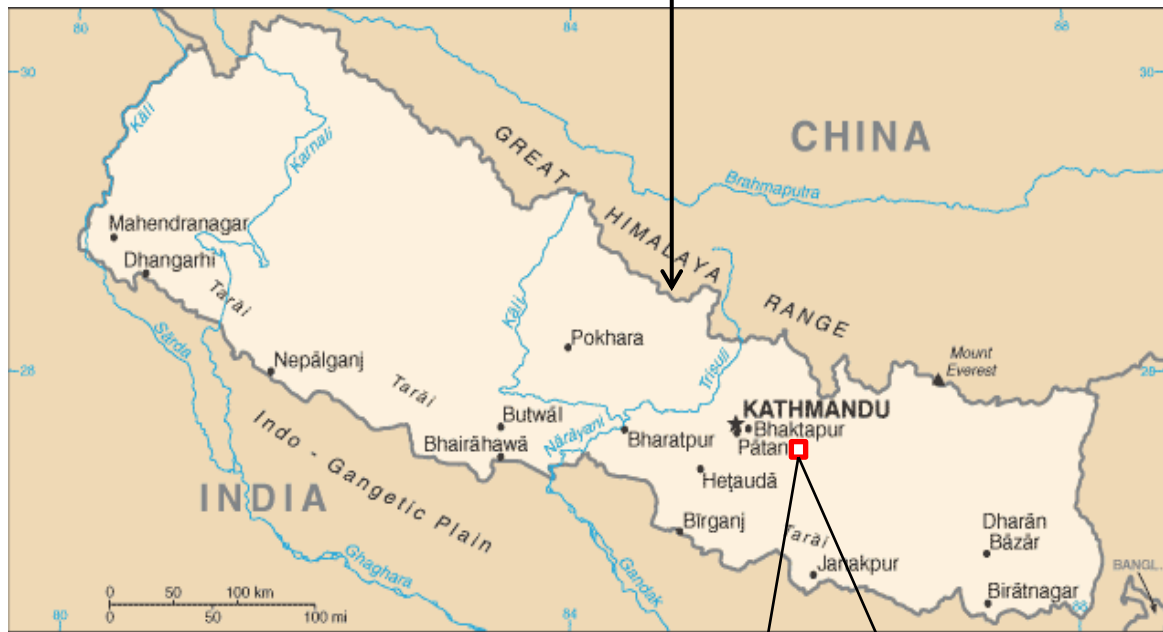 80
84
88
30
30
CHINA
GREAT HIMALAYA RANGE
Brahmaputra
Kāli
Karnali
Mahendranagar
Dhangarhi
Tarāi
Sārda
Kāli
Pokhara
Trisuli
Mount
Everest
28
28
Nepālganj
Tarāi
Butwāl
Bhairāhawā
Nārāyani
Bharatpur
KATHMANDU
Bhaktapur
Pātan
Heţaudā
Indo - Gangetic Plain
INDIA
Bīrganj
Tarāi
Janakpur
Dharān
Bāzār
Birātnagar
Ghaghara
Gandak
BANGL.
0 50 100 km
0 50 100 mi
80
84
88